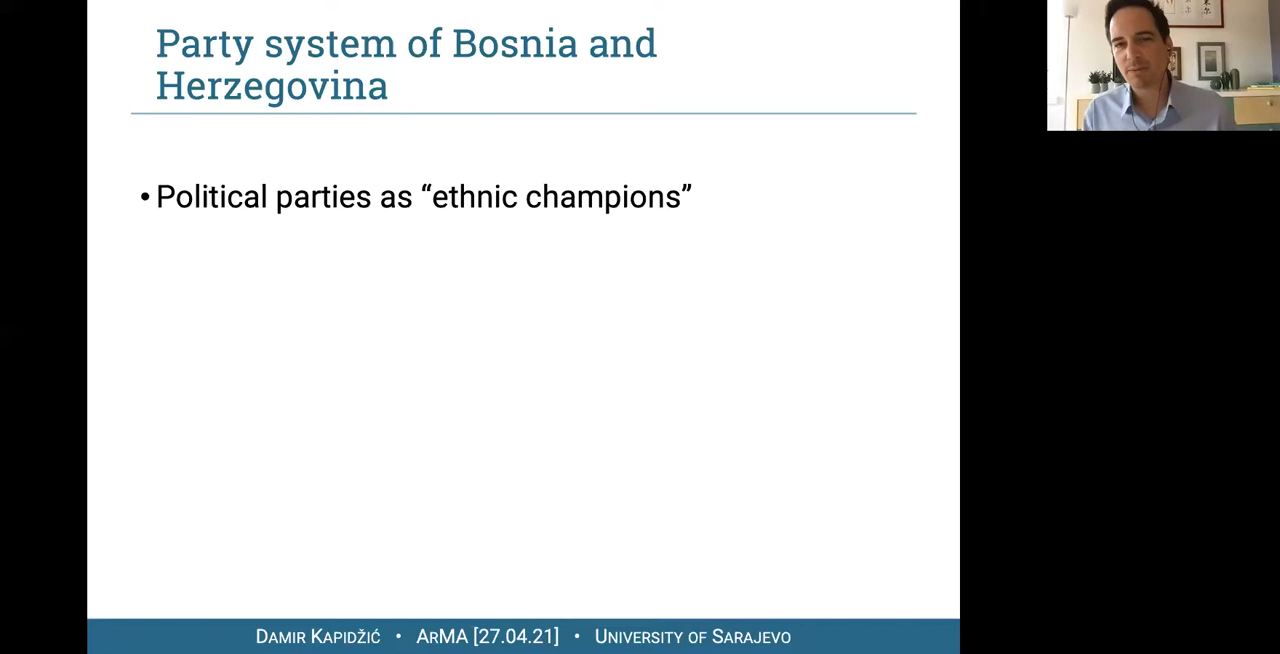 Party system of Bosnia and
Herzegovina
• Political parties as “ethnic champions”
DAMIR KAPIDŽIĆ • ARMA [27.04.21] • UNIVERSITY OF SARAJEVO